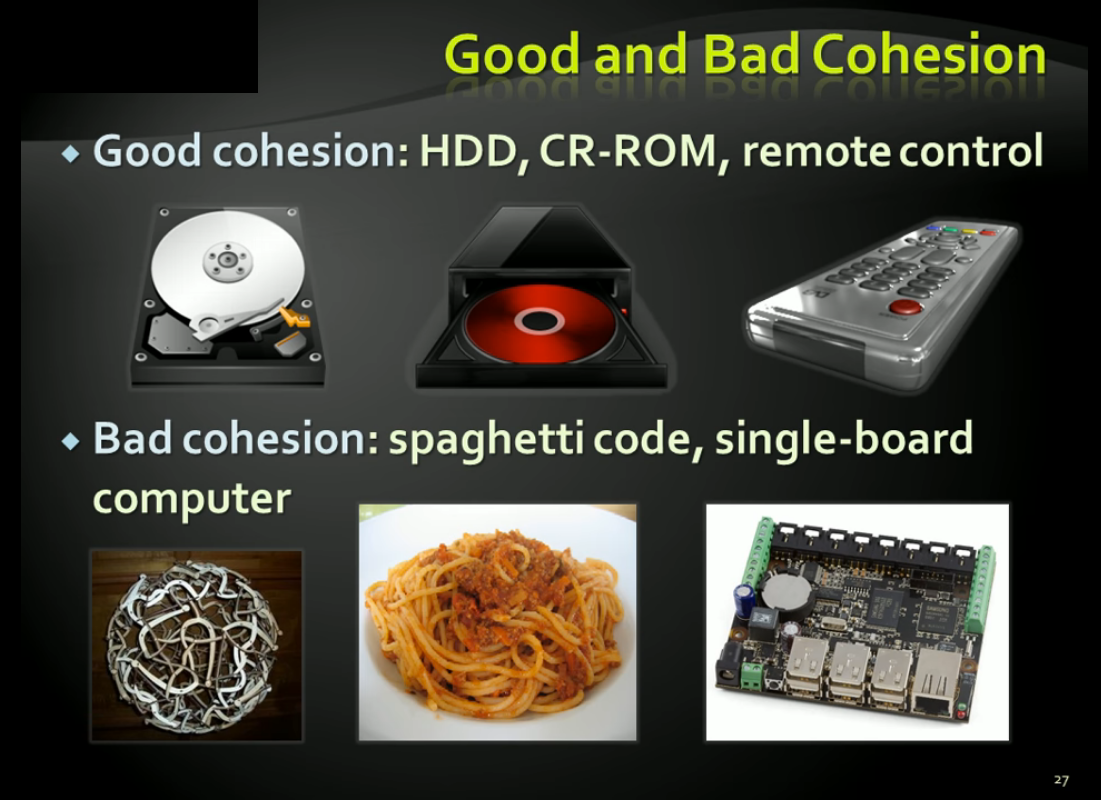 Good and Bad Cohesion
Good cohesion: HDD, CR-ROM, remote control
Bad cohesion: spaghetti code, single-board
computer
27